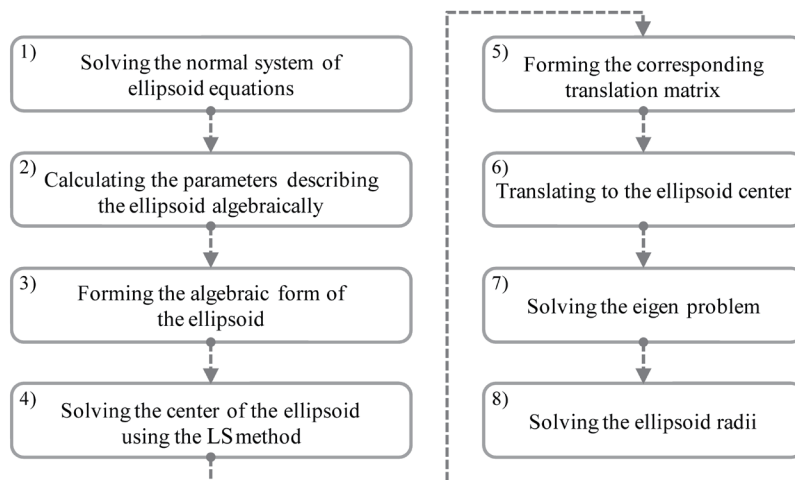 1)
Solving the normal system of
ellipsoid equations
2)
Calculating the parameters describing
the ellipsoid algebraically
3)
Forming the algebraic form of
the ellipsoid
4)
Solving the center of the ellipsoid
using the LS method
5)
Forming the corresponding
translation matrix
6)
Translating to the ellipsoid center
7)
Solving the eigen problem
8)
Solving the ellipsoid radii